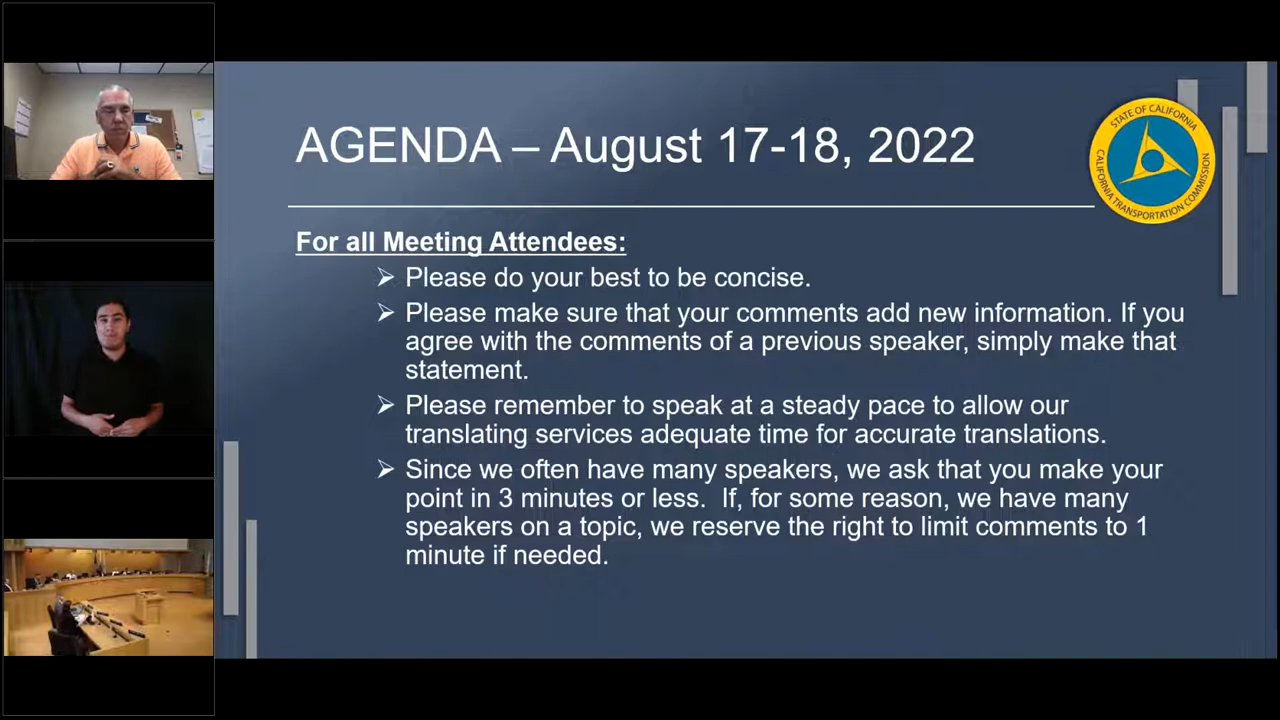 AGENDA – August 17-18, 2022
STATE OF CALIFORNIA
CALIFORNIA TRANSPORTATION COMMISSION
For all Meeting Attendees:
➢ Please do your best to be concise.
➢ Please make sure that your comments add new information. If you
agree with the comments of a previous speaker, simply make that
statement.
➢ Please remember to speak at a steady pace to allow our
translating services adequate time for accurate translations.
➢ Since we often have many speakers, we ask that you make your
point in 3 minutes or less.  If, for some reason, we have many
speakers on a topic, we reserve the right to limit comments to 1
minute if needed.